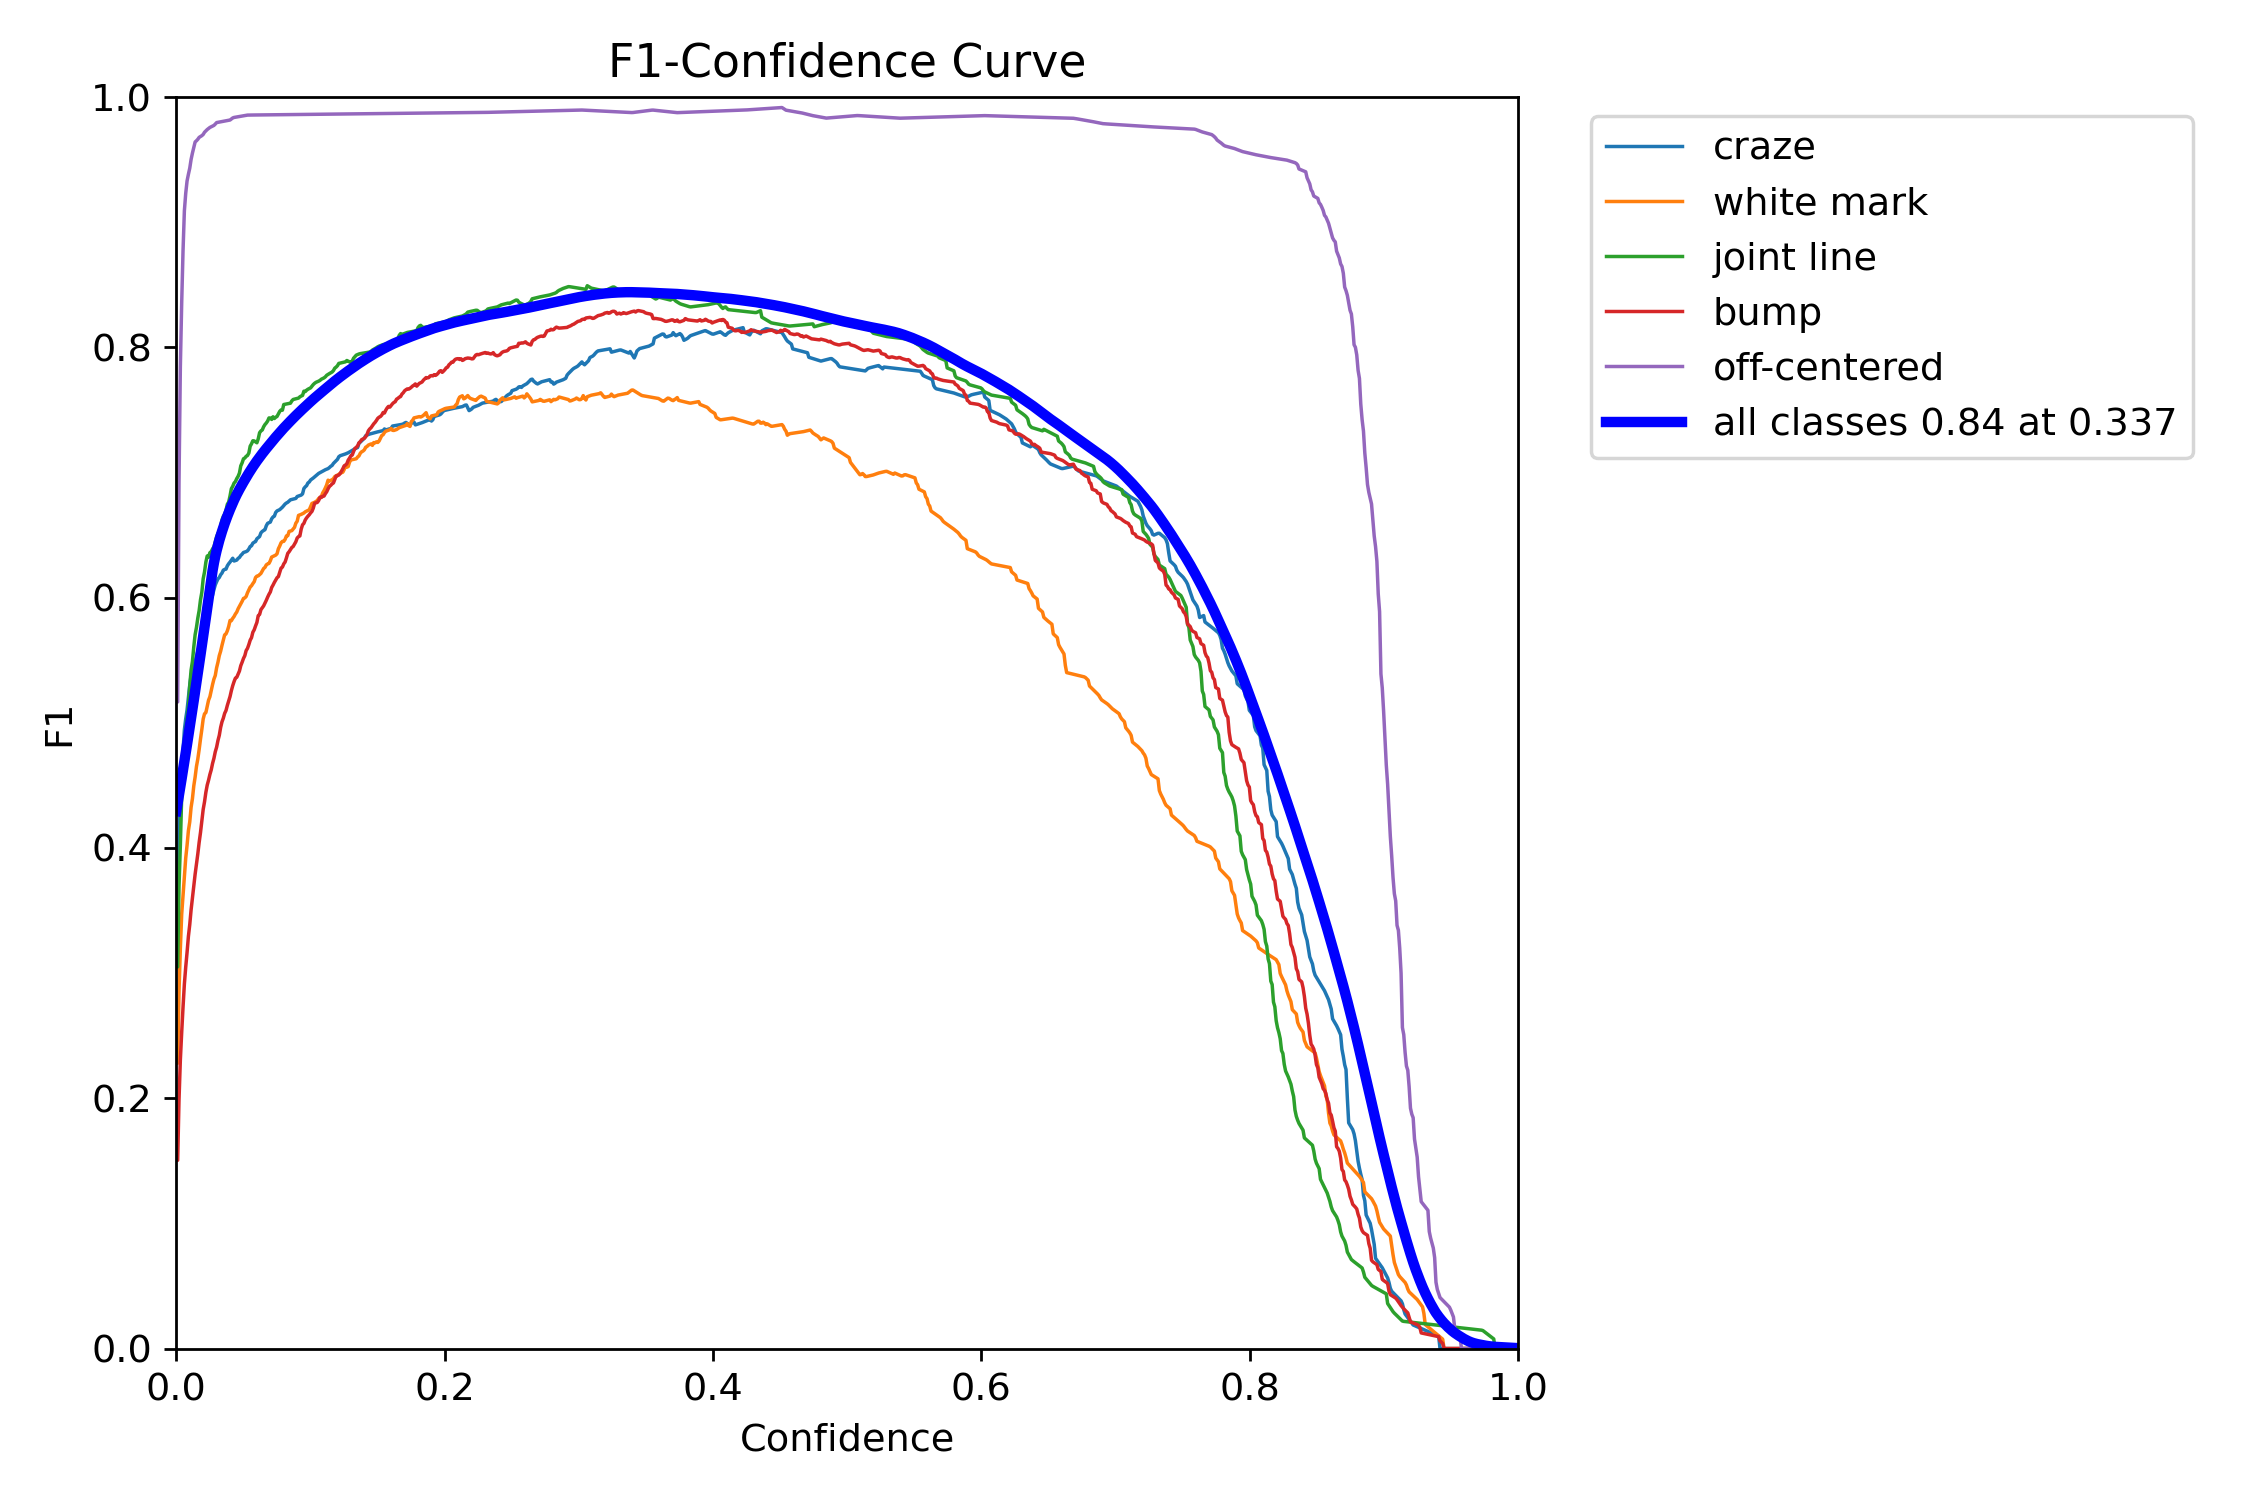 F1-Confidence Curve
1.0
0.8
0.6
0.4
0.2
0.0
F1
0.0 0.2 0.4 0.6 0.8 1.0
Confidence
craze
white mark
joint line
bump
off-centered
all classes 0.84 at 0.337